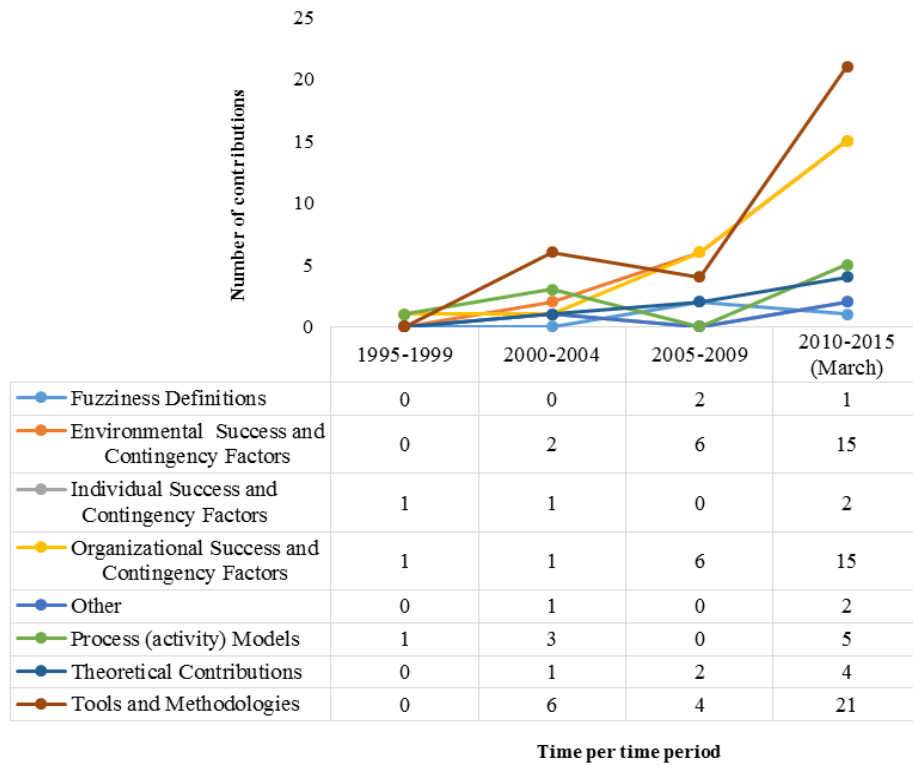 25
20
15
10
5
0
Number of contributions
1995-1999 2000-2004 2005-2009 2010-2015
(March)
Fuzziness Definitions 0 0 2 1
Environmental Success and
Contingency Factors 0 2 6 15
Individual Success and
Contingency Factors 1 1 0 2
Organizational Success and
Contingency Factors 1 1 6 15
Other 0 1 0 2
Process (activity) Models 1 3 0 5
Theoretical Contributions 0 1 2 4
Tools and Methodologies 0 6 4 21
Time per time period